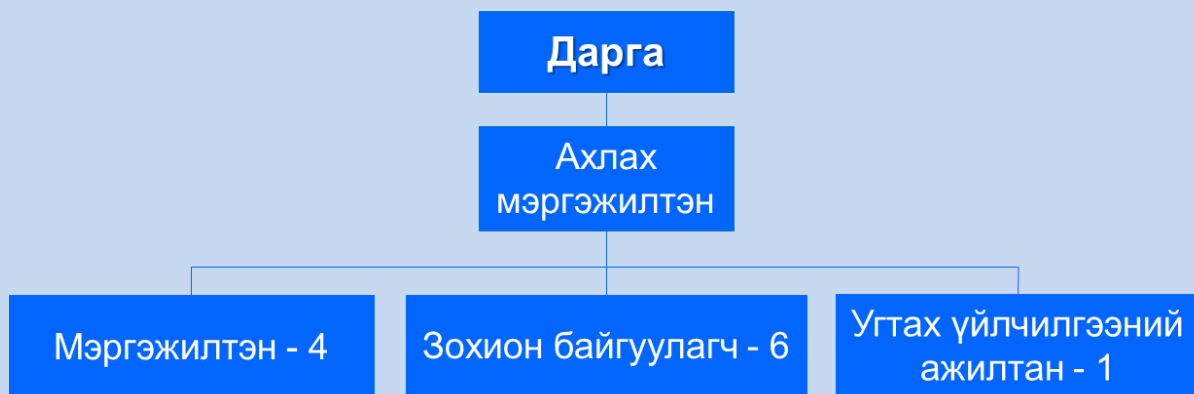 Дарга
Ахлах
мэргэжилтэн
Мэргэжилтэн - 4
Зохион байгуулагч - 6
Угтах үйлчилгээний
ажилтан - 1